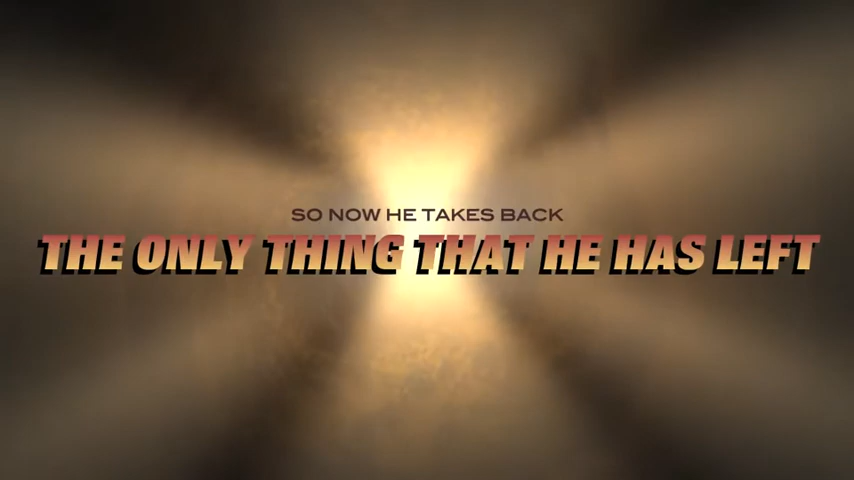 SO NOW HE TAKES BACK
THE ONLY THING THAT HE HAS LEFT